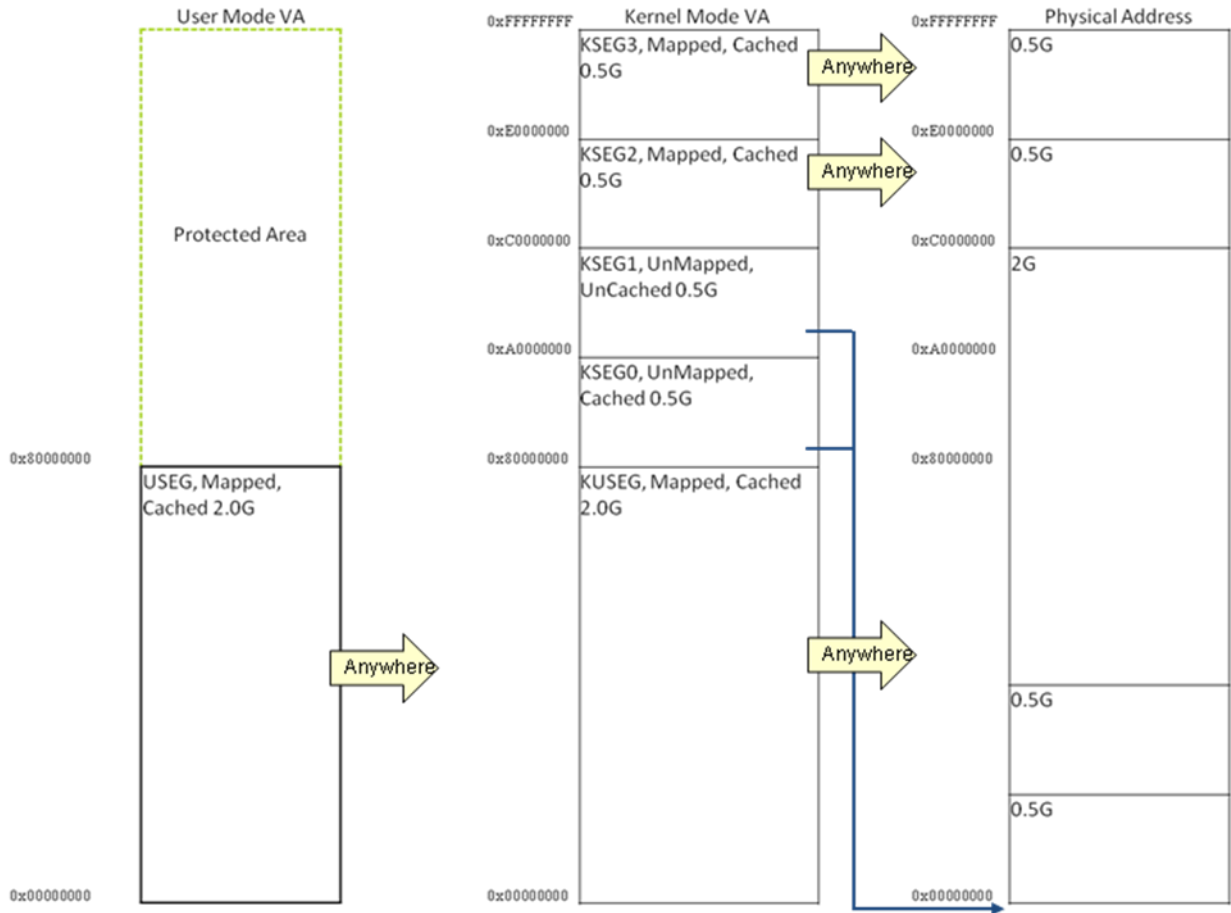 User Mode VA
Protected Area
0x80000000
USEG, Mapped,
Cached 2.0G
Anywhere
0x00000000
Kernel Mode VA
0xFFFFFFFF
KSEG3, Mapped, Cached
0.5G
Anywhere
0xE0000000
KSEG2, Mapped, Cached
0.5G
Anywhere
0xC0000000
KSEG1, UnMapped,
UnCached 0.5G
0xA0000000
KSEG0, UnMapped,
Cached 0.5G
0x80000000
KUSEG, Mapped, Cached
2.0G
Anywhere
0x00000000
Physical Address
0xFFFFFFFF
0.5G
0xE0000000
0.5G
0xC0000000
2G
0xA0000000
0x80000000
0.5G
0.5G
0x00000000